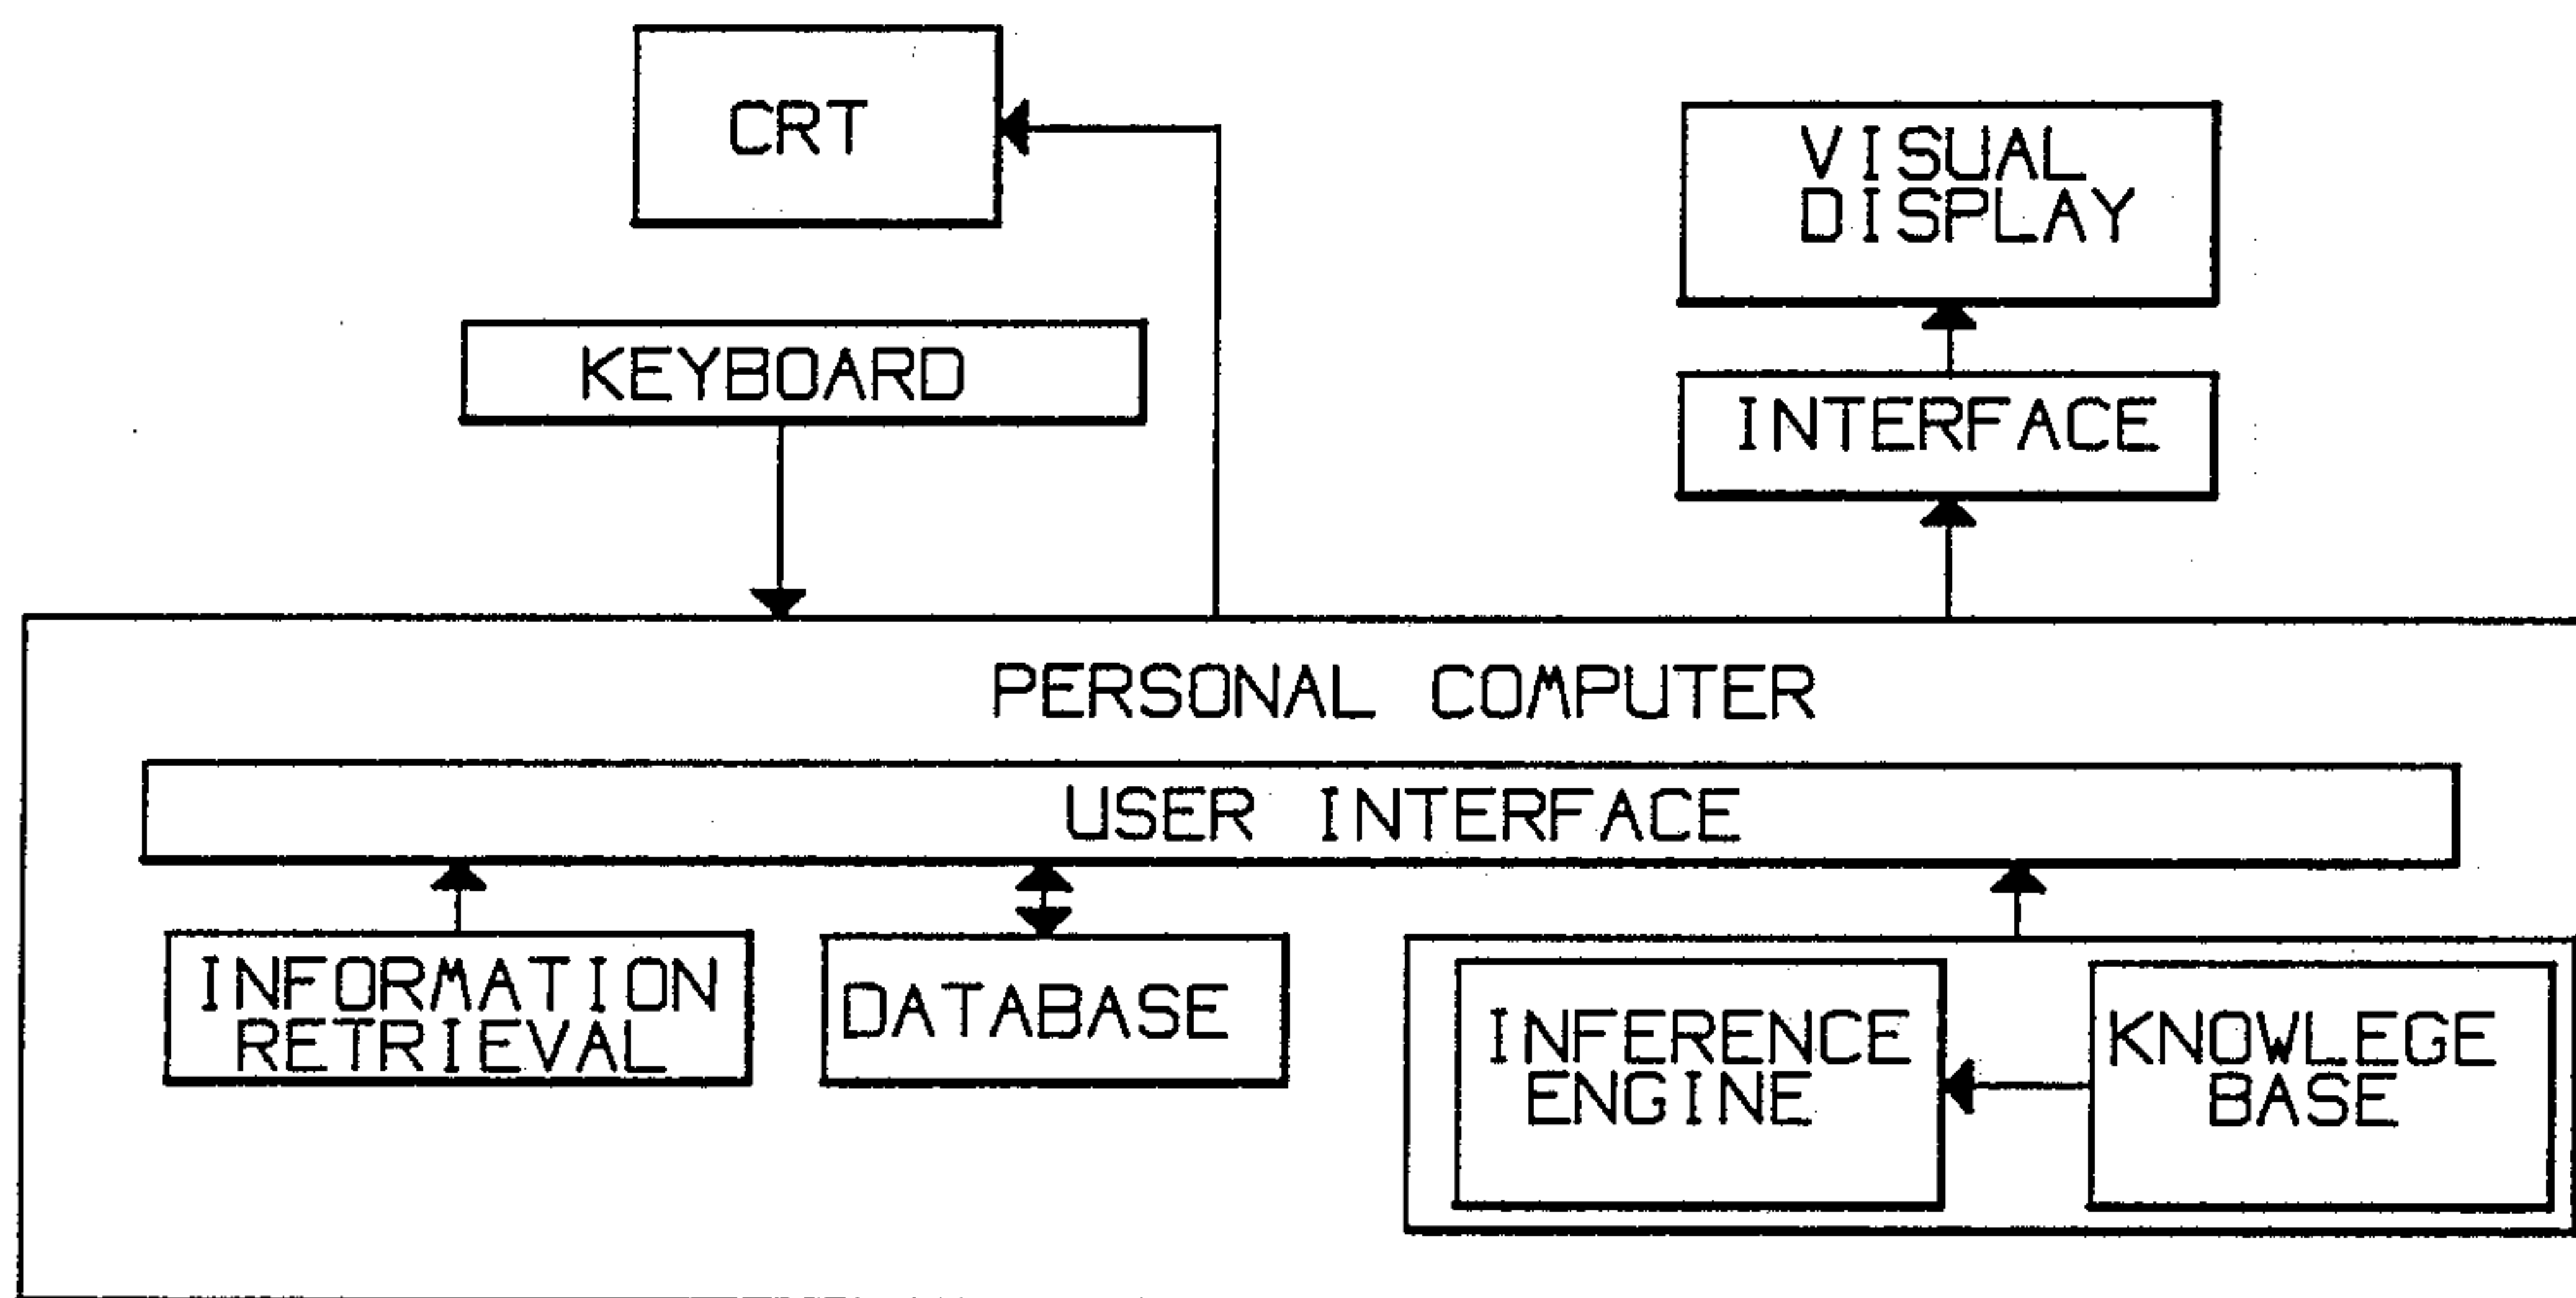 CRT
VISUAL
DISPLAY
KEYBOARD
INTERFACE
PERSONAL COMPUTER
USER INTERFACE
INFORMATION
RETRIEVAL
DATABASE
INFERENCE
ENGINE
KNOWLEGE
BASE